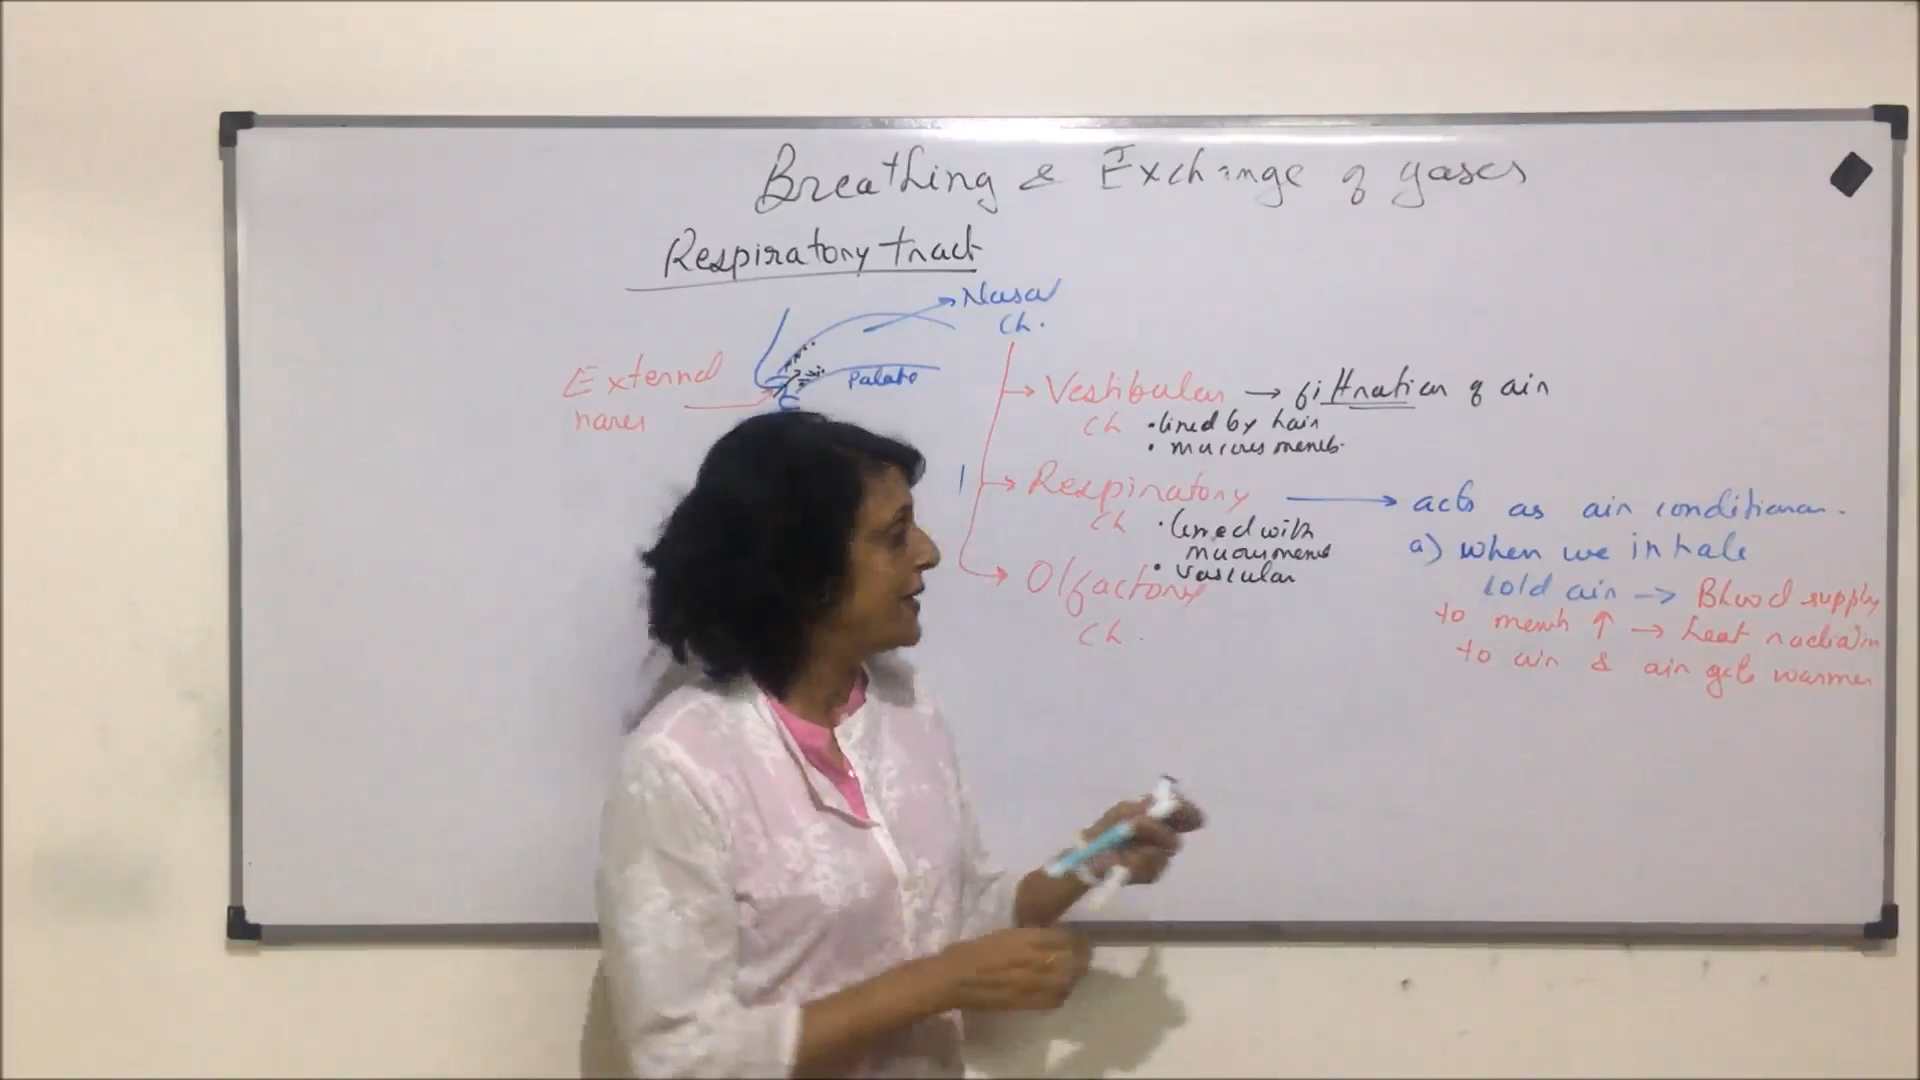 Breathing & Exchange of gases
Respiratory tract
Nasal
Ch.
External
nares
Palate
Vestibular → filtration of air
Ch
• lined by hair
• mucous memb.
Respiratory → acts as air conditioner.
Ch
• lined with
mucous memb
• vascular
Olfactory
Ch.
a) when we inhale
cold air → Blood supply
to memb ↑ → heat radiation
to air & air gets warmer